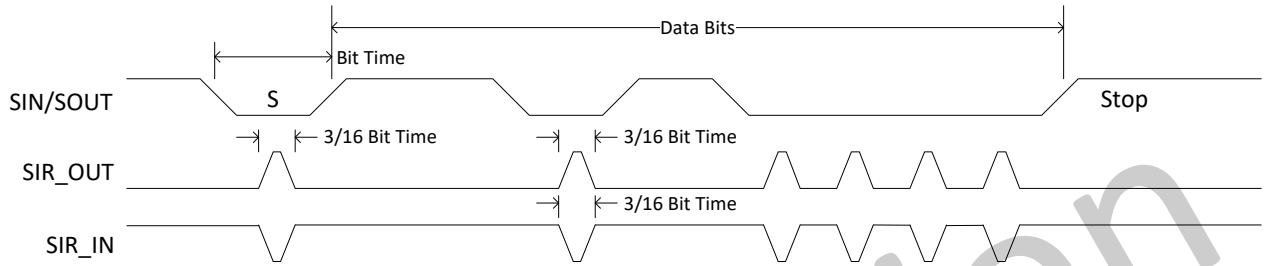 Data Bits
Bit Time
SIN/SOUT
S
Stop
3/16 Bit Time
3/16 Bit Time
SIR_OUT
3/16 Bit Time
SIR_IN